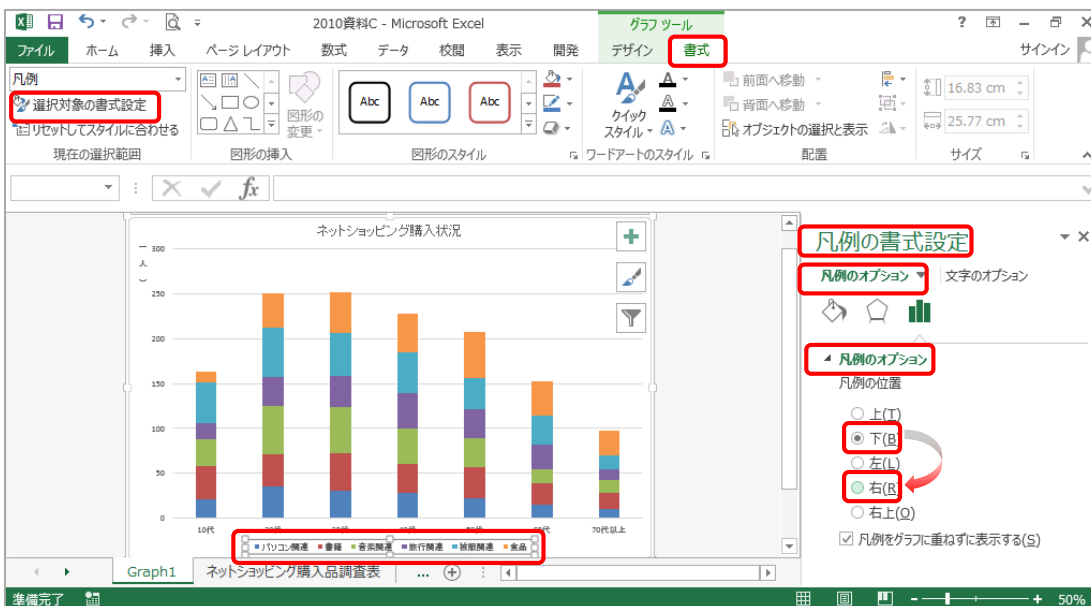 2010資料C - Microsoft Excel
グラフ ツール
?
ファイル
ホーム
挿入
ページ レイアウト
数式
データ
校閲
表示
開発
デザイン
書式
サインイン
凡例
選択対象の書式設定
リセットしてスタイルに合わせる
現在の選択範囲
図形の
変更
図形の挿入
Abc
Abc
Abc
図形のスタイル
クイック
スタイル
A
A
A
A
ワードアートのスタイル
前面へ移動
背面へ移動
オブジェクトの選択と表示
配置
16.83 cm
25.77 cm
サイズ
fx
ネットショッピング購入状況
人
300
250
200
150
100
50
0
10代
70代以上
パソコン関連
書籍
音楽関連
旅行関連
被服関連
食品
凡例の書式設定
凡例のオプション
文字のオプション
凡例のオプション
凡例の位置
上(T)
下(B)
左(L)
右(R)
右上(O)
凡例をグラフに重ねずに表示する(S)
Graph1
ネットショッピング購入品調査表
...
準備完了
50%